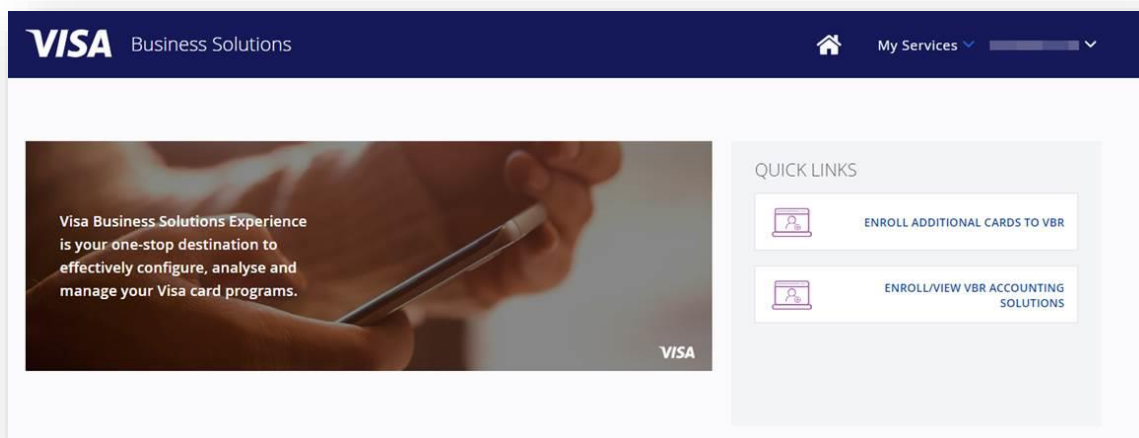 VISA Business Solutions
My Services
Visa Business Solutions Experience
is your one-stop destination to
effectively configure, analyse and
manage your Visa card programs.
VISA
QUICK LINKS
ENROLL ADDITIONAL CARDS TO VBR
ENROLL/VIEW VBR ACCOUNTING
SOLUTIONS